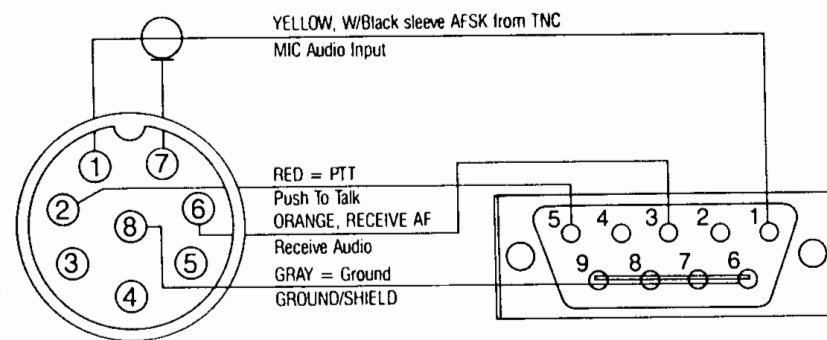 YELLOW, W/Black sleeve AFSK from TNC
MIC Audio Input
1 7
RED = PTT
Push To Talk
2 6
ORANGE, RECEIVE AF
8
Receive Audio
3 5
GRAY = Ground
4
GROUND/SHIELD
5 4 3 2 1
9 8 7 6